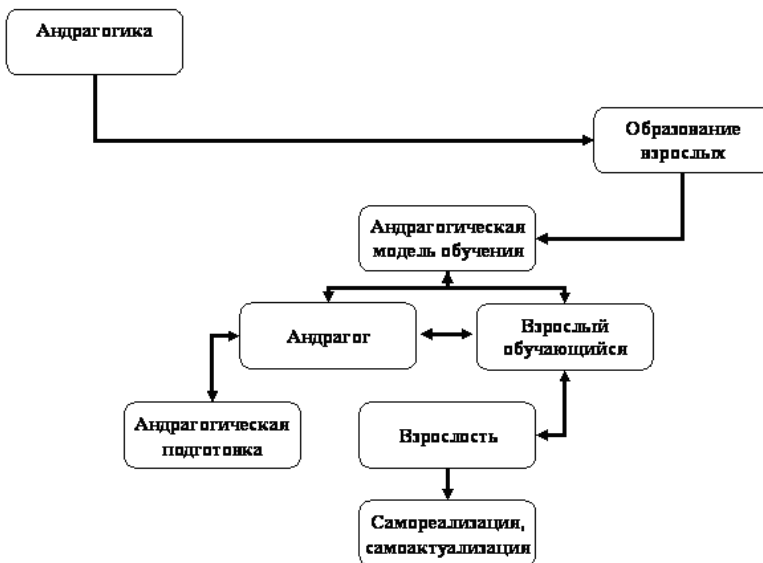 Андрагогика
Образование
взрослых
Андрагогическая
модель обучения
Андрагог
Взрослый
обучающийся
Андрагогическая
подготовка
Взрослость
Самореализация,
самоактуализация